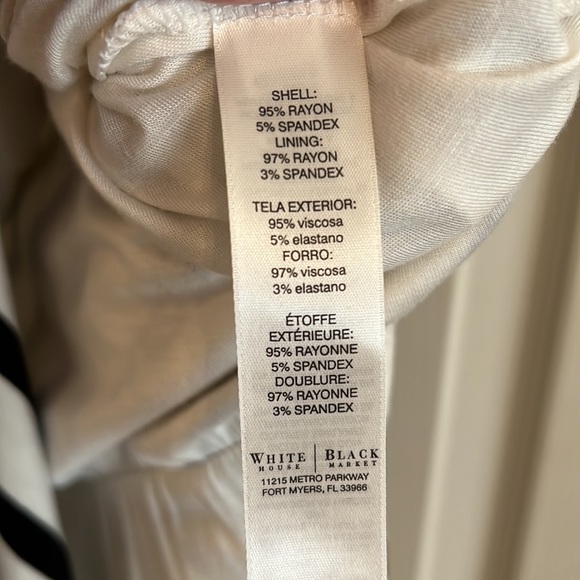 SHELL:
95% RAYON
5% SPANDEX
LINING:
97% RAYON
3% SPANDEX
TELA EXTERIOR:
95% viscosa
5% elastano
FORRO:
97% viscosa
3% elastano
ÉTOFFE
EXTÉRIEURE:
95% RAYONNE
5% SPANDEX
DOUBLURE:
97% RAYONNE
3% SPANDEX
WHITE | BLACK
HOUSE | MARKET
11215 METRO PARKWAY
FORT MYERS, FL 33966